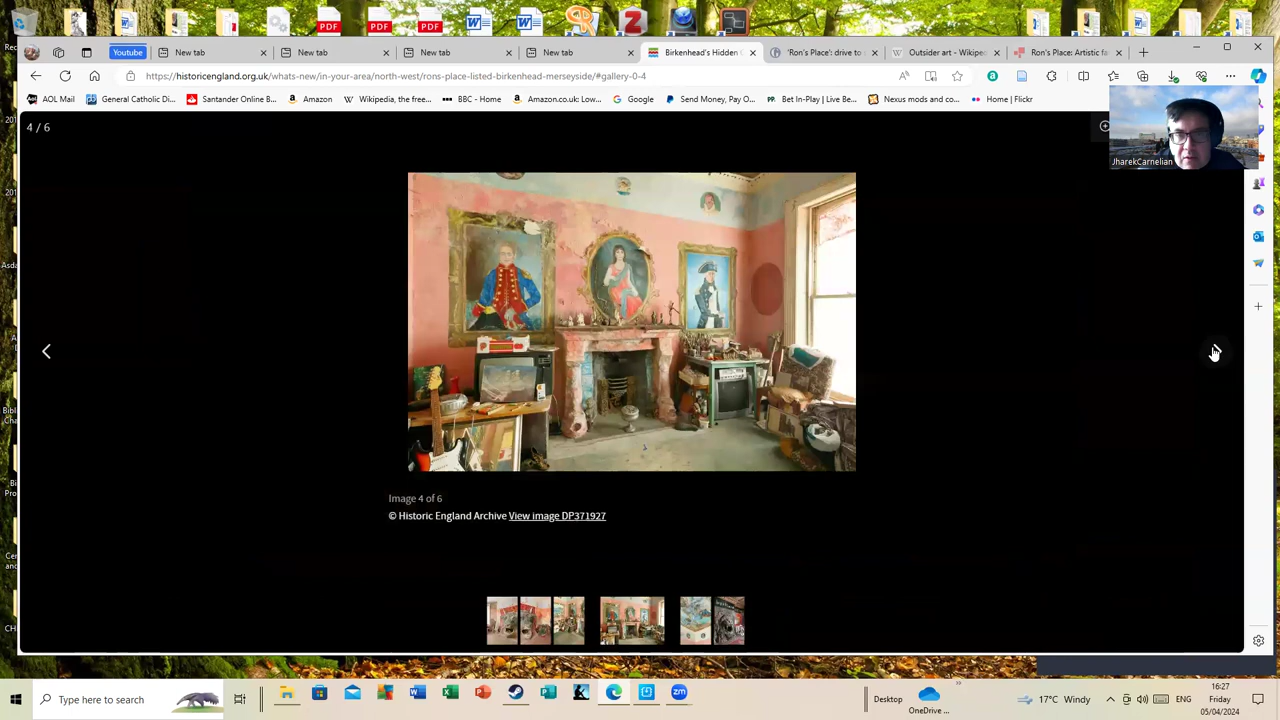 PDF
PDF
PDF
Youtube
New tab
New tab
New tab
New tab
Birkenhead's Hidden
'Ron's Place: drive to
Outsider art - Wikipe
Ron's Place: Artistic fa
https://historicengland.org.uk/whats-new/in-your-area/north-west/rons-place-listed-birkenhead-merseyside/#gallery-0-4
AOL Mail
General Catholic Di...
Santander Online B...
Amazon
Wikipedia, the free...
BBC - Home
Amazon.co.uk: Low...
Google
Send Money, Pay O...
Bet In-Play | Live Be...
Nexus mods and co...
Home | Flickr
4 / 6
JharekCarnelian
Image 4 of 6
© Historic England Archive View image DP371927
Type here to search
Desktop
OneDrive ...
17°C Windy
ENG
16:27
Friday
05/04/2024